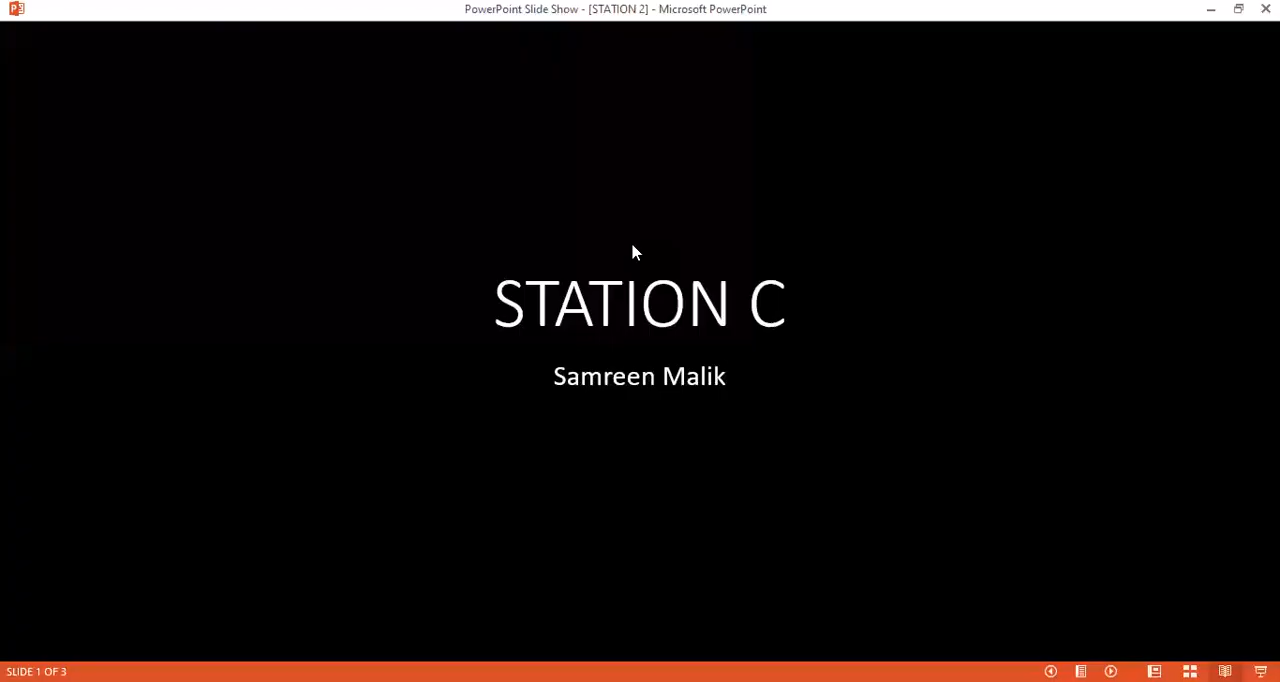 PowerPoint Slide Show - [STATION 2] - Microsoft PowerPoint
STATION C
Samreen Malik
SLIDE 1 OF 3